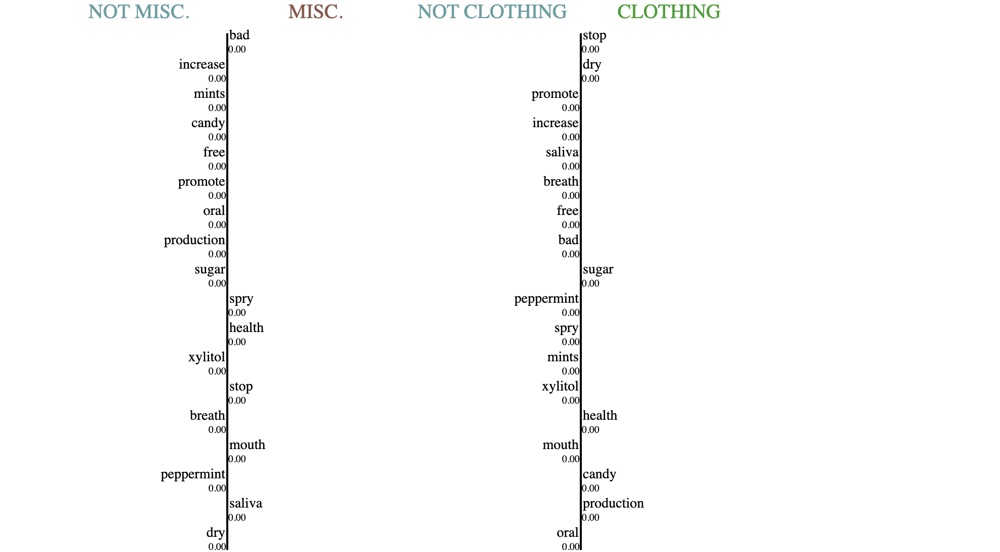 NOT MISC. MISC. NOT CLOTHING CLOTHING
bad
0.00
increase
0.00
mints
0.00
candy
0.00
free
0.00
promote
0.00
oral
0.00
production
0.00
sugar
0.00
spry
0.00
health
0.00
xylitol
0.00
stop
0.00
breath
0.00
mouth
0.00
peppermint
0.00
saliva
0.00
dry
0.00
stop
0.00
dry
0.00
promote
0.00
increase
0.00
saliva
0.00
breath
0.00
free
0.00
bad
0.00
sugar
0.00
peppermint
0.00
spry
0.00
mints
0.00
xylitol
0.00
health
0.00
mouth
0.00
candy
0.00
production
0.00
oral
0.00